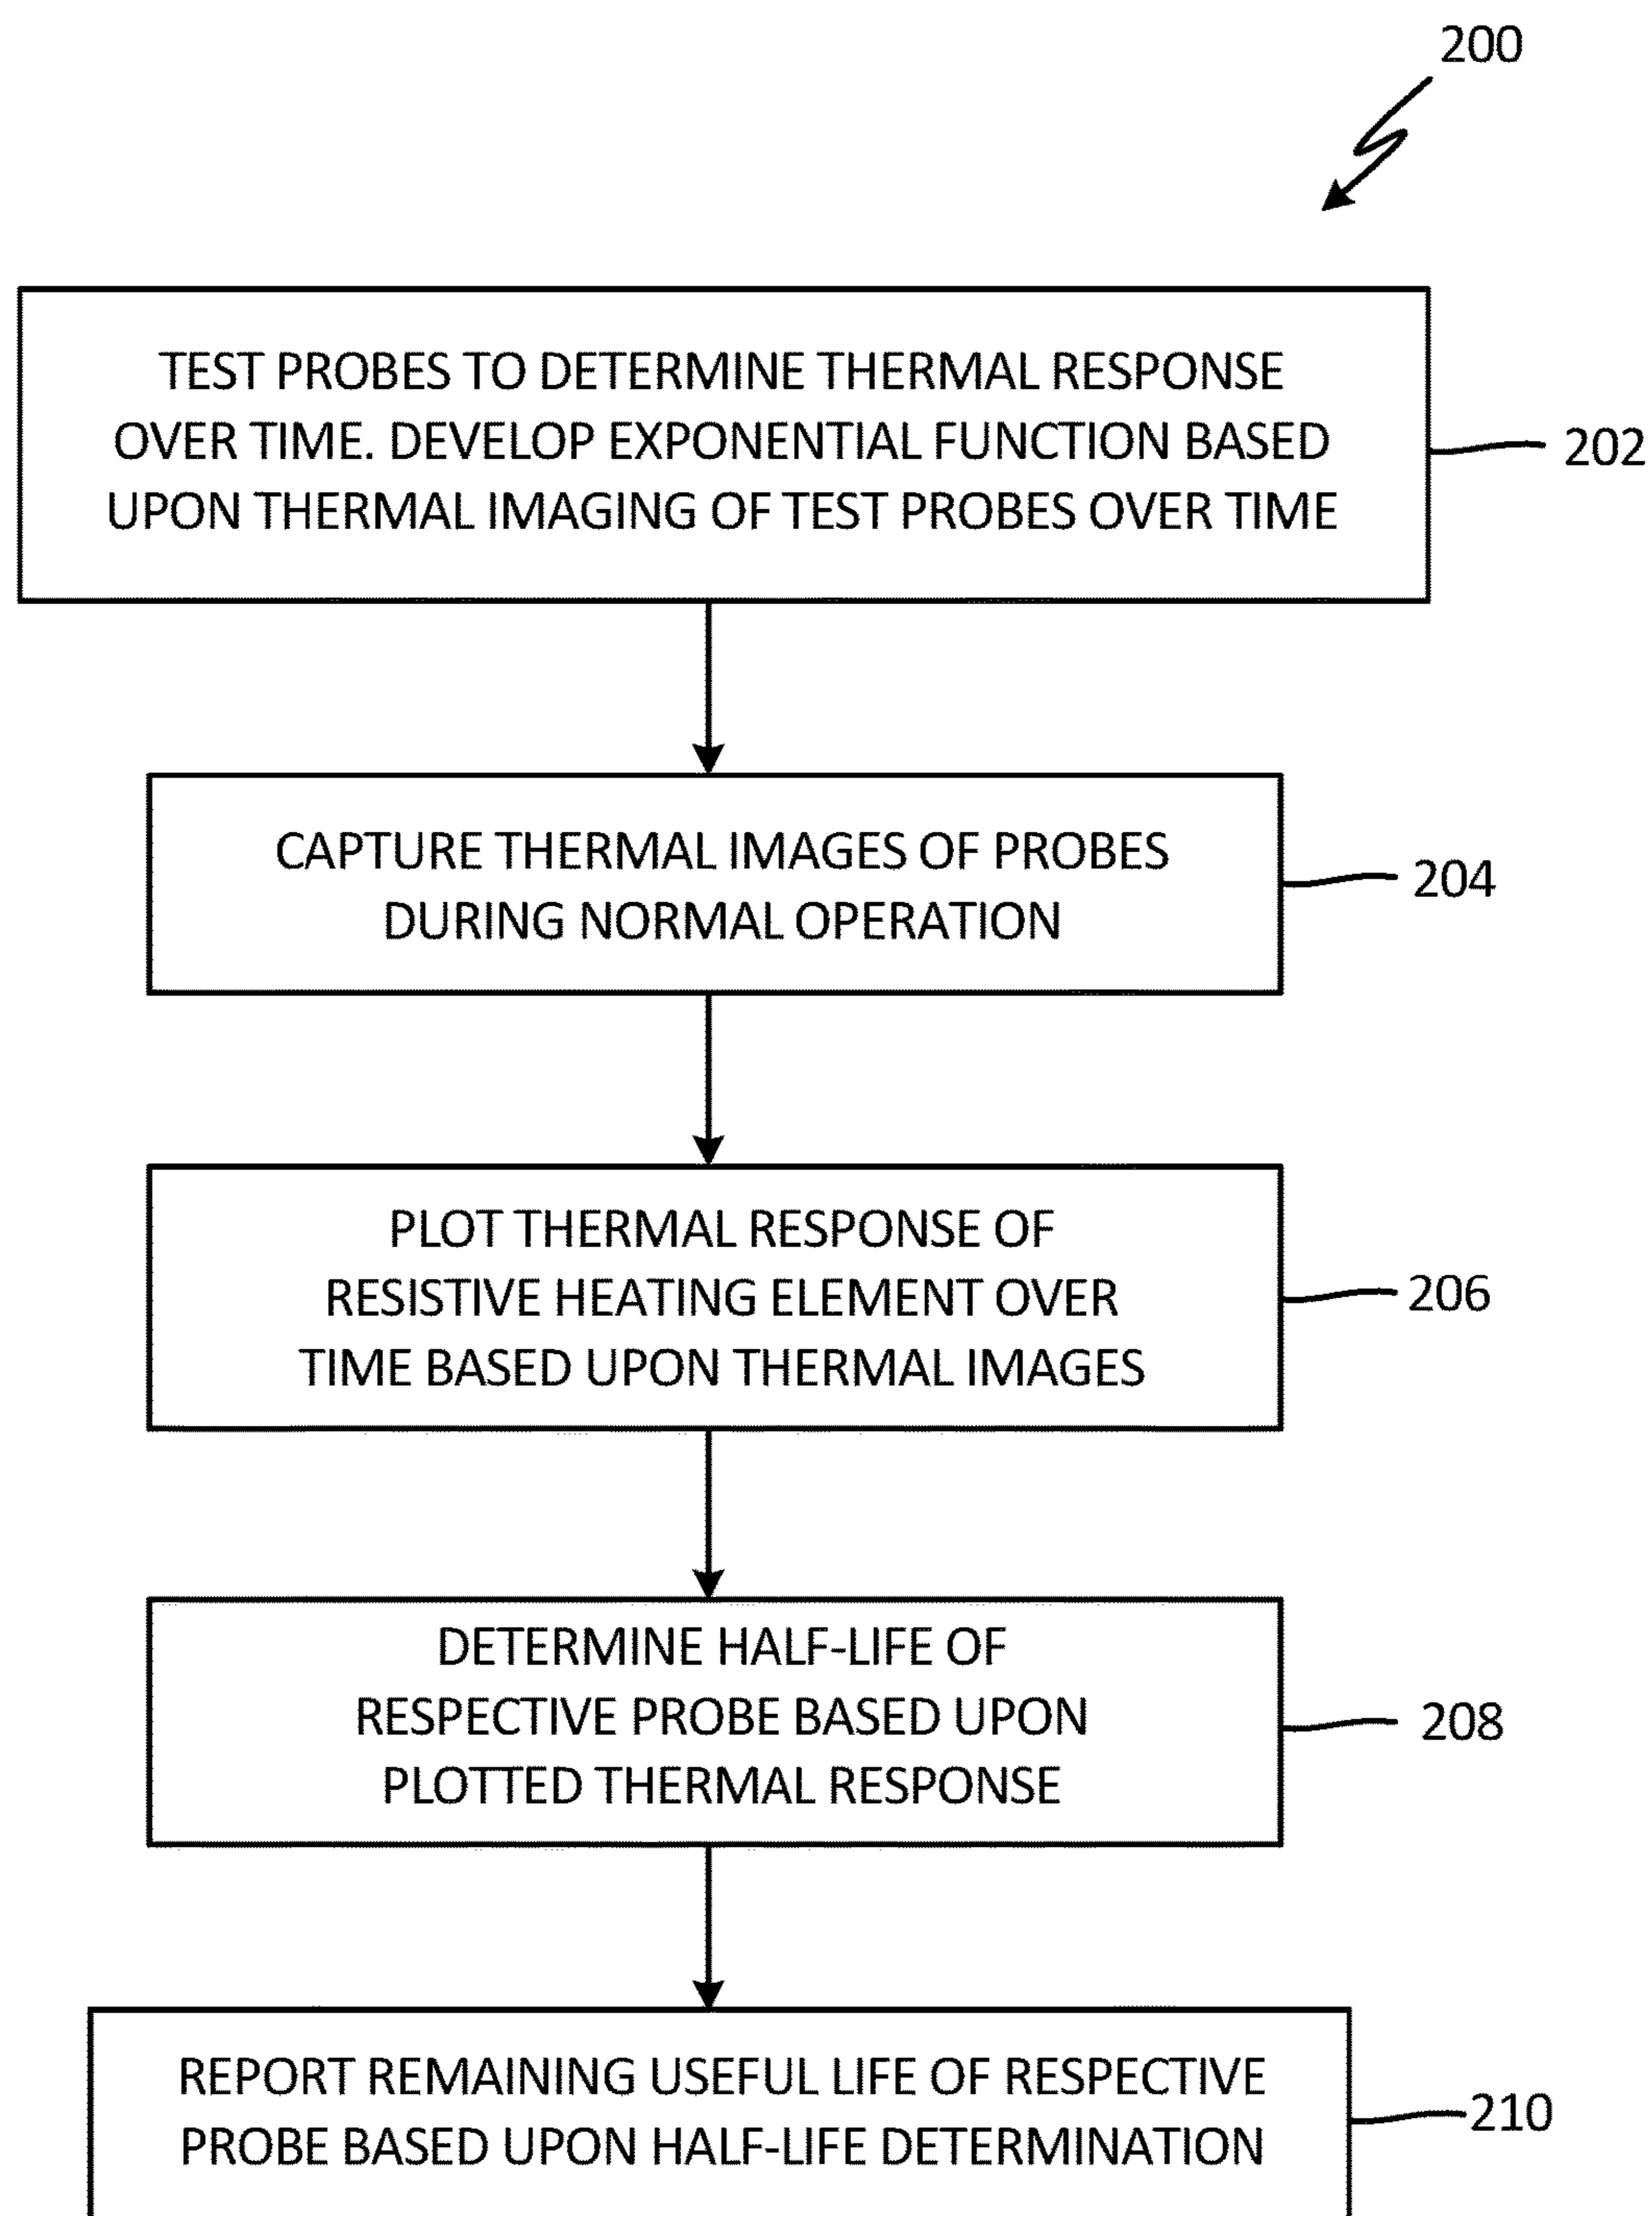 200
TEST PROBES TO DETERMINE THERMAL RESPONSE
OVER TIME. DEVELOP EXPONENTIAL FUNCTION BASED
UPON THERMAL IMAGING OF TEST PROBES OVER TIME
202
CAPTURE THERMAL IMAGES OF PROBES
DURING NORMAL OPERATION
204
PLOT THERMAL RESPONSE OF
RESISTIVE HEATING ELEMENT OVER
TIME BASED UPON THERMAL IMAGES
206
DETERMINE HALF-LIFE OF
RESPECTIVE PROBE BASED UPON
PLOTTED THERMAL RESPONSE
208
REPORT REMAINING USEFUL LIFE OF RESPECTIVE
PROBE BASED UPON HALF-LIFE DETERMINATION
210